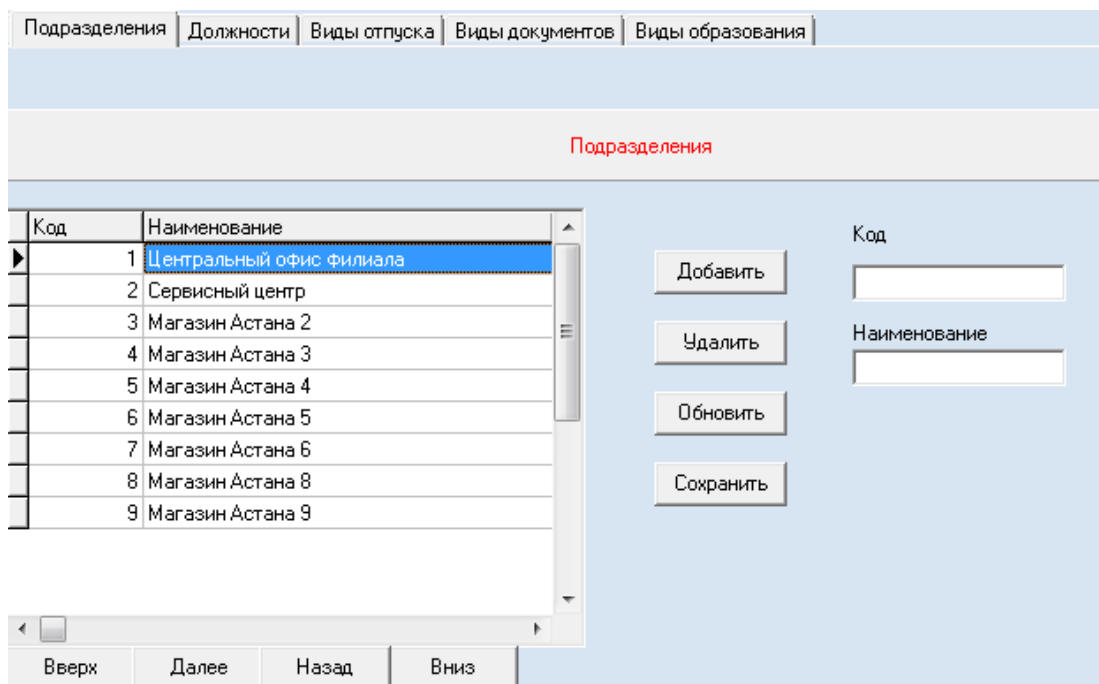 Подразделения Должности Виды отпуска Виды документов Виды образования
Подразделения
Код Наименование
1 Центральный офис филиала
2 Сервисный центр
3 Магазин Астана 2
4 Магазин Астана 3
5 Магазин Астана 4
6 Магазин Астана 5
7 Магазин Астана 6
8 Магазин Астана 8
9 Магазин Астана 9
Вверх Далее Назад Вниз
Добавить
Удалить
Обновить
Сохранить
Код
Наименование